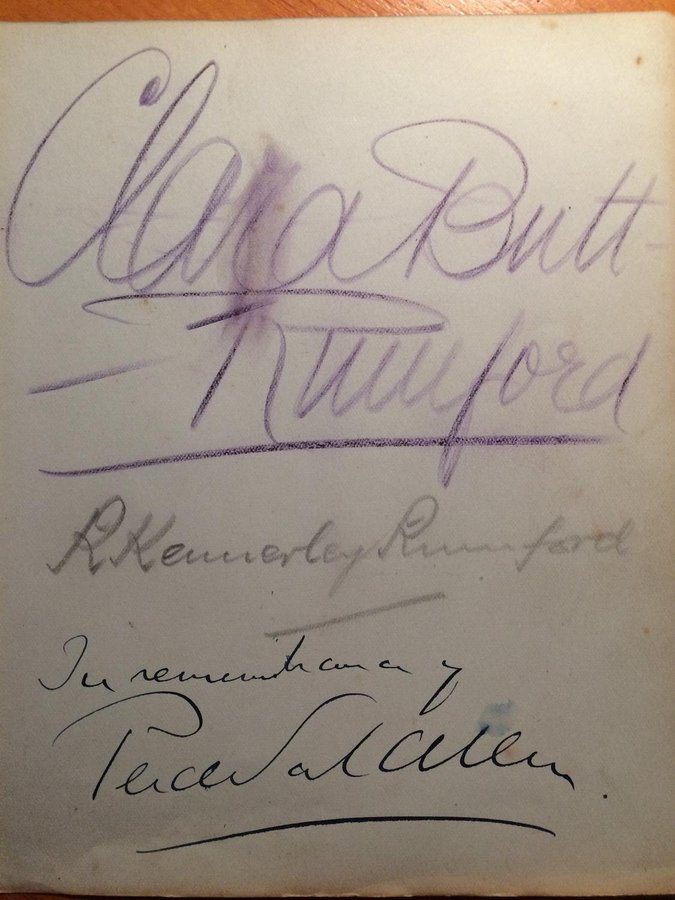 Clara Butt-
-Rumford
R Kennerley Rumford
In remembrance of
Percival Allen.